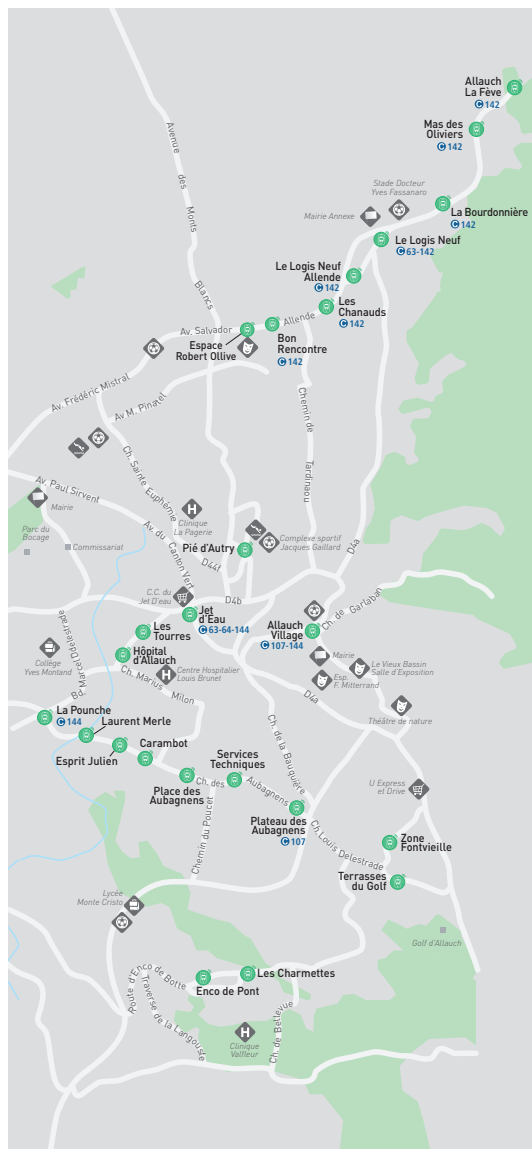 Allauch
La Fève
C 142
Mas des
Oliviers
C 142
Avenue des Monts Blancs
Stade Docteur
Yves Fassanaro
Mairie Annexe
La Bourdonnière
C 142
Le Logis Neuf
C 63-142
Le Logis Neuf
Allende
C 142
Les
Chanauds
C 142
Av. Salvador Allende
Espace
Robert Ollive
Bon
Rencontre
C 142
Av. Frédéric Mistral
Av M. Pinatel
Chemin de Tardinaou
Ch. Sainte Euphémie
Av. Paul Sirvent
Mairie
Av. du Canton Vert
H
Clinique
La Pagerie
Parc du
Bocage
Commissariat
Pié d'Autry
Complexe sportif
Jacques Gaillard
D4a
D44f
C.C. du
Jet D'eau
D4b
Ch. de Garlaban
Jet
d'Eau
C 63-64-144
Les
Tourres
Allauch
Village
C 107-144
Bd. Marcel Delestrade
Collège
Yves Montand
Hôpital
d'Allauch
H
Centre Hospitalier
Louis Brunet
Ch. Marius Milon
Mairie
Le Vieux Bassin
Salle d'Exposition
Esp.
F. Mitterrand
D4a
Théâtre de nature
La Pounche
C 144
Laurent Merle
Esprit Julien
Carambot
Ch. de la Bauquière
Services
Techniques
Place des
Aubagnens
Ch. des Aubagnens
U Express
et Drive
Plateau des
Aubagnens
C 107
Chemin du Poucet
Ch. Louis Delestrade
Zone
Fontvieille
Terrasses
du Golf
Lycée
Monte Cristo
Golf d'Allauch
Route d'Enco de Botte
Les Charmettes
Enco de Pont
Traverse de la Langouste
Ch. de Bellevue
H
Clinique
Valfleur